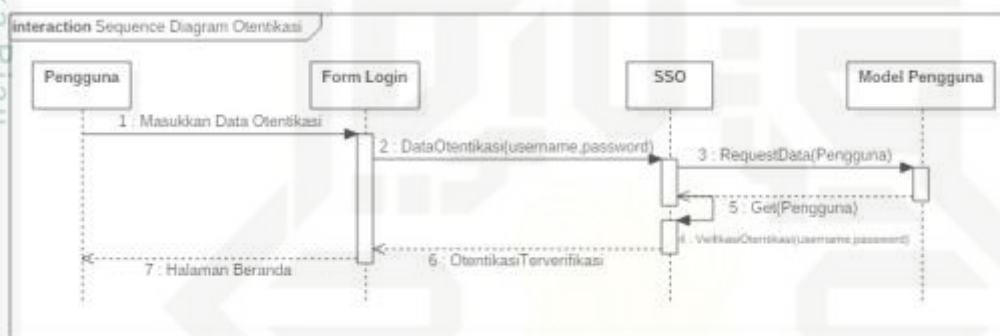 interaction Sequence Diagram Otentikasi
Pengguna
Form Login
SSO
Model Pengguna
1 : Masukkan Data Otentikasi
2 : DataOtentikasi(username,password)
3 : RequestData(Pengguna)
5 : Get(Pengguna)
4 : VerifikasiOtentikasi(username,password)
6 : OtentikasiTerverifikasi
7 : Halaman Beranda